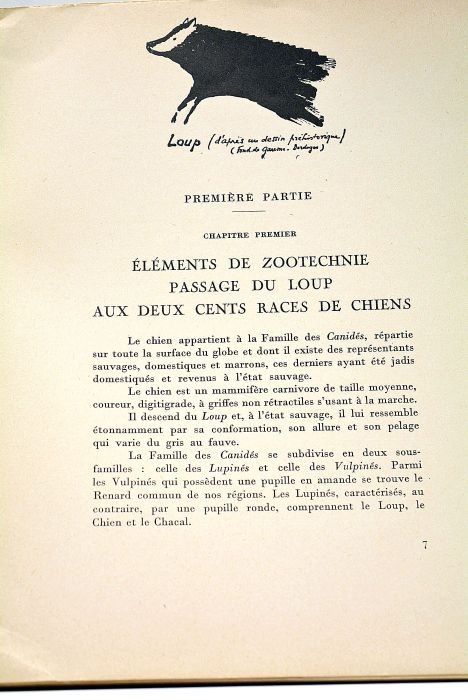 Loup (d'après un dessin préhistorique)
(Font de Gaume. Dordogne)
PREMIÈRE PARTIE
CHAPITRE PREMIER
ÉLÉMENTS DE ZOOTECHNIE
PASSAGE DU LOUP
AUX DEUX CENTS RACES DE CHIENS
Le chien appartient à la Famille des Canidés, répartie
sur toute la surface du globe et dont il existe des représentants
sauvages, domestiques et marrons, ces derniers ayant été jadis
domestiqués et revenus à l'état sauvage.
Le chien est un mammifère carnivore de taille moyenne,
coureur, digitigrade, à griffes non rétractiles s'usant à la marche.
Il descend du Loup et, à l'état sauvage, il lui ressemble
étonnamment par sa conformation, son allure et son pelage
qui varie du gris au fauve.
La Famille des Canidés se subdivise en deux sous-
familles : celle des Lupinés et celle des Vulpinés. Parmi
les Vulpinés qui possèdent une pupille en amande se trouve le
Renard commun de nos régions. Les Lupinés, caractérisés, au
contraire, par une pupille ronde, comprennent le Loup, le
Chien et le Chacal.
7